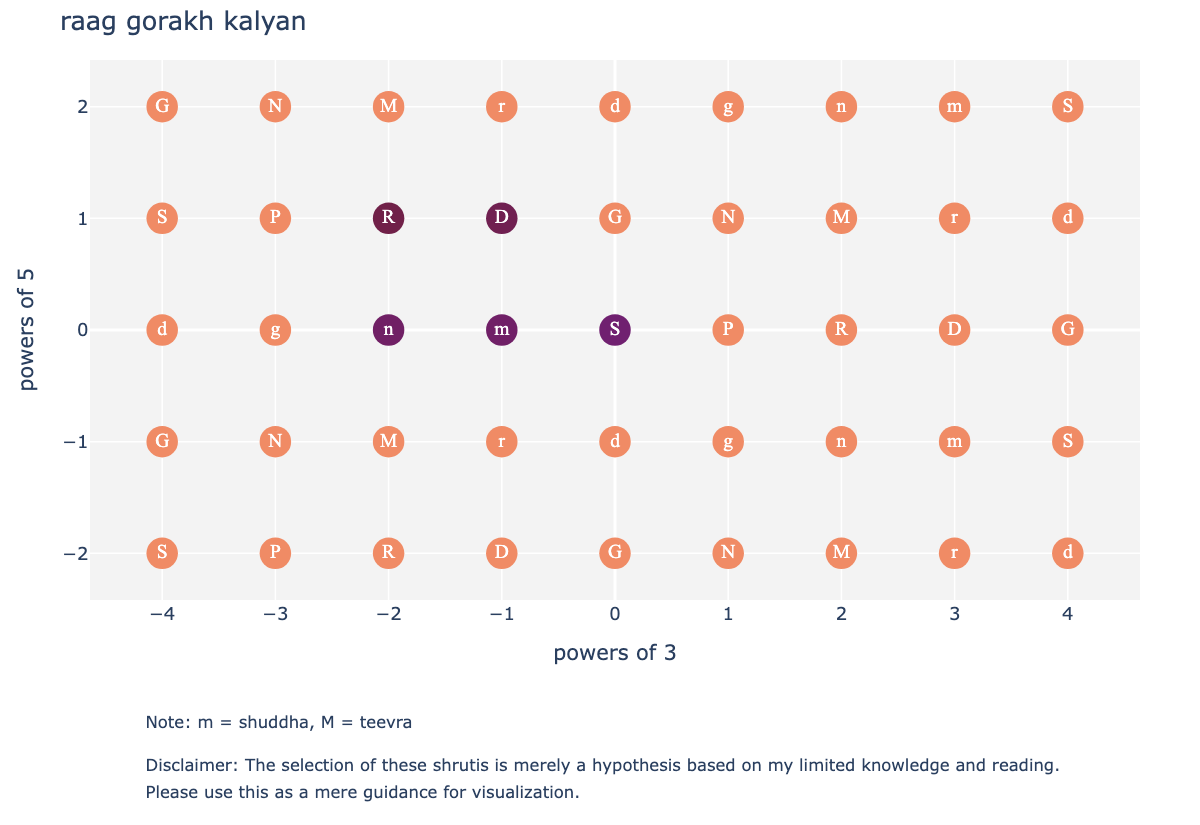 raag gorakh kalyan
2 G N M r d g n m S
1 S P R D G N M r d
powers of 5
0 d g n m S P R D G
−1 G N M r d g n m S
−2 S P R D G N M r d
−4 −3 −2 −1 0 1 2 3 4
powers of 3
Note: m = shuddha, M = teevra
Disclaimer: The selection of these shrutis is merely a hypothesis based on my limited knowledge and reading.
Please use this as a mere guidance for visualization.